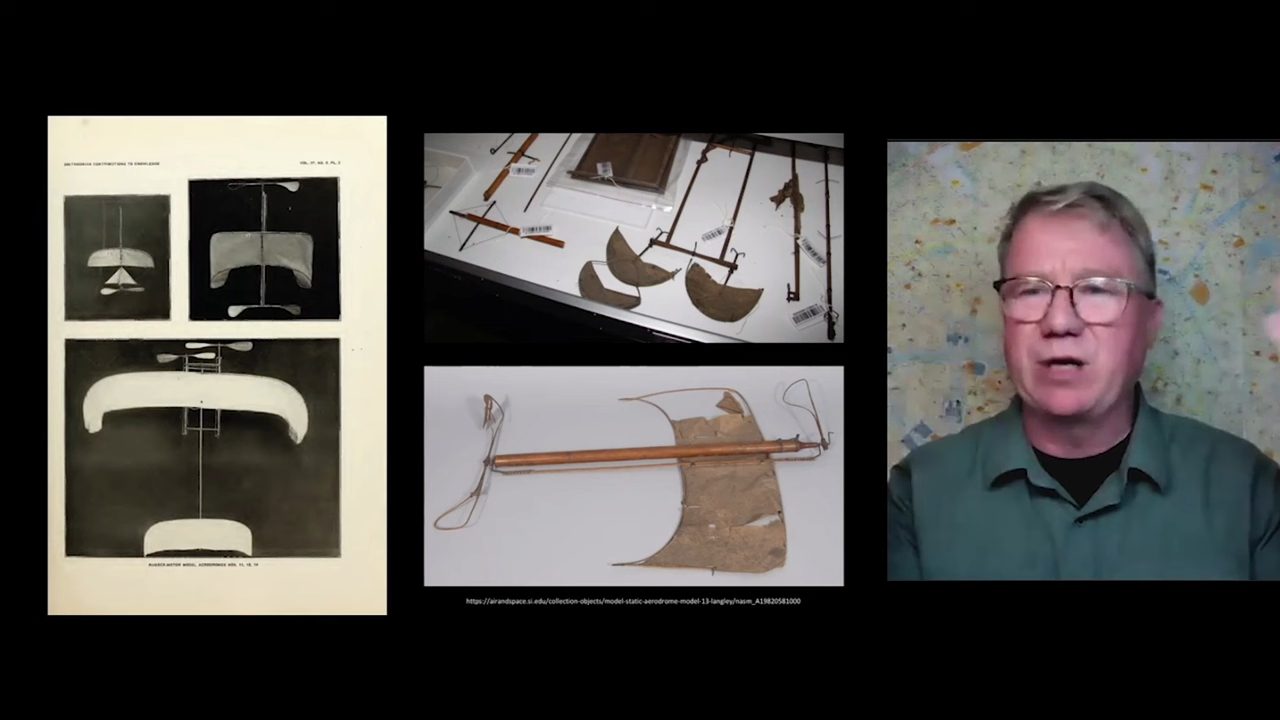 SMITHSONIAN CONTRIBUTIONS TO KNOWLEDGE
VOL. 27, NO. 3, PL. 2
RUBBER-MOTOR MODEL AERODROMES NOS. 11, 13, 14
https://airandspace.si.edu/collection-objects/model-static-aerodrome-model-13-langley/nasm_A19820581000